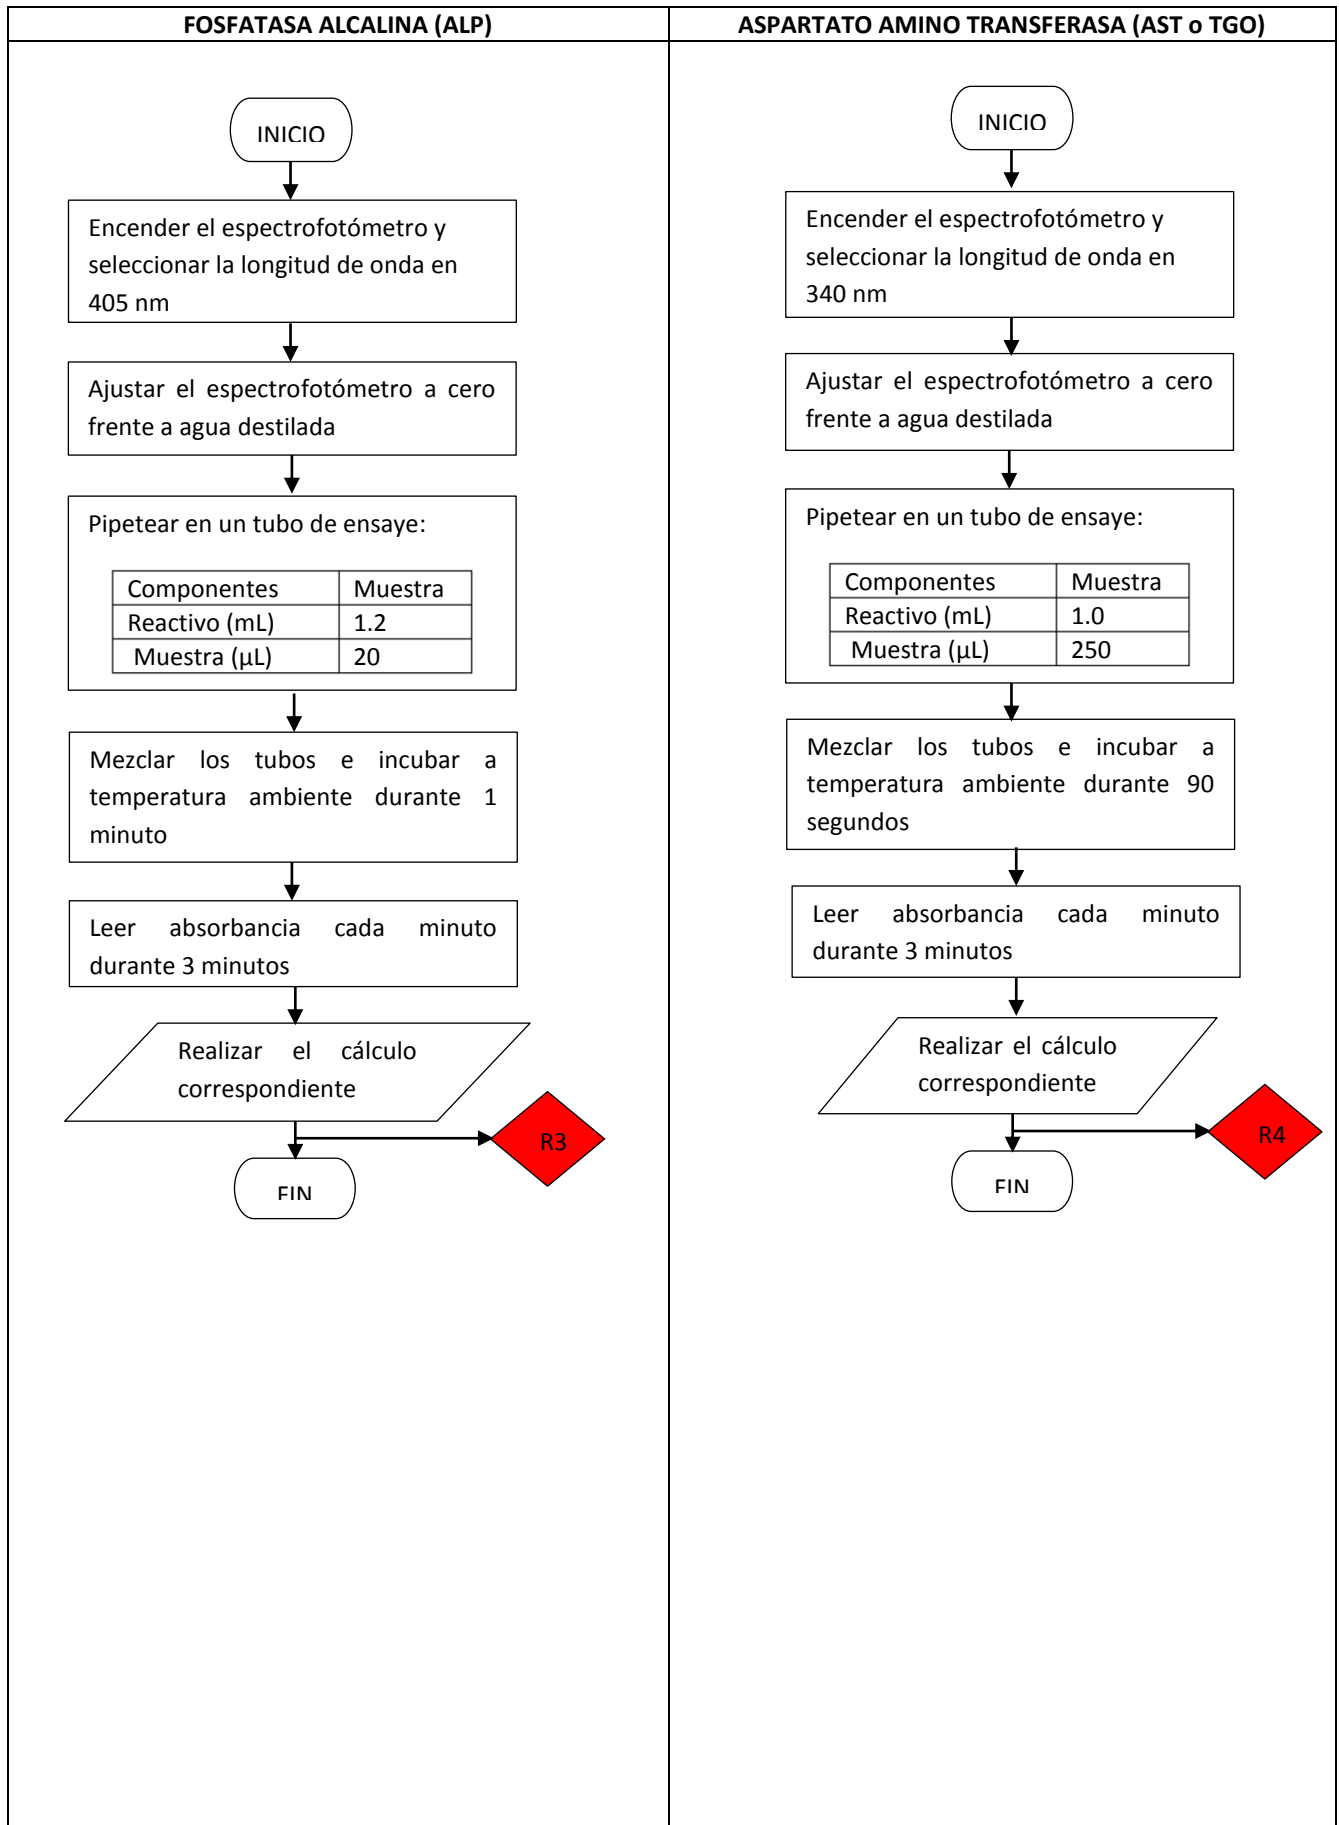 FOSFATASA ALCALINA (ALP)
INICIO
Encender el espectrofotómetro y
seleccionar la longitud de onda en
405 nm
Ajustar el espectrofotómetro a cero
frente a agua destilada
Pipetear en un tubo de ensaye:
Componentes Muestra
Reactivo (mL) 1.2
Muestra (µL) 20
Mezclar los tubos e incubar a
temperatura ambiente durante 1
minuto
Leer absorbancia cada minuto
durante 3 minutos
Realizar el cálculo
correspondiente
R3
FIN
ASPARTATO AMINO TRANSFERASA (AST o TGO)
INICIO
Encender el espectrofotómetro y
seleccionar la longitud de onda en
340 nm
Ajustar el espectrofotómetro a cero
frente a agua destilada
Pipetear en un tubo de ensaye:
Componentes Muestra
Reactivo (mL) 1.0
Muestra (µL) 250
Mezclar los tubos e incubar a
temperatura ambiente durante 90
segundos
Leer absorbancia cada minuto
durante 3 minutos
Realizar el cálculo
correspondiente
R4
FIN